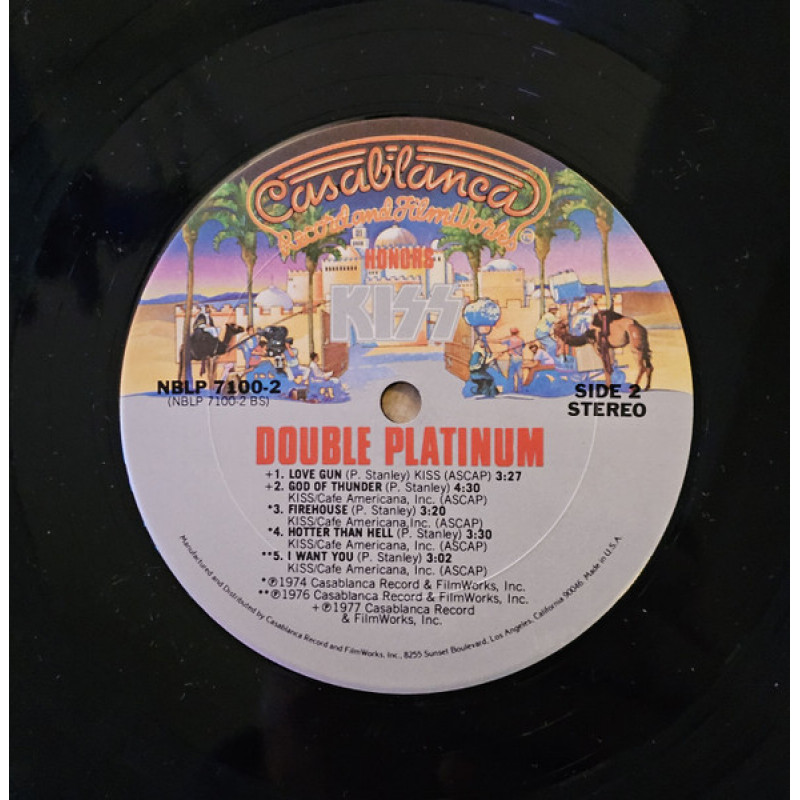 Casablanca
Record and FilmWorks
HONORS
KISS
NBLP 7100-2
(NBLP 7100-2 BS)
SIDE 2
STEREO
DOUBLE PLATINUM
+1. LOVE GUN (P. Stanley) KISS (ASCAP) 3:27
+2. GOD OF THUNDER (P. Stanley) 4:30
KISS/Cafe Americana, Inc. (ASCAP)
*3. FIREHOUSE (P. Stanley) 3:20
KISS/Cafe Americana, Inc. (ASCAP)
*4. HOTTER THAN HELL (P. Stanley) 3:30
KISS/Cafe Americana, Inc. (ASCAP)
**5. I WANT YOU (P. Stanley) 3:02
KISS/Cafe Americana, Inc. (ASCAP)
*℗1974 Casablanca Record & FilmWorks, Inc.
**℗1976 Casablanca Record & FilmWorks, Inc.
+℗1977 Casablanca Record
& FilmWorks, Inc.
Manufactured and Distributed by Casablanca Record and FilmWorks, Inc., 8255 Sunset Boulevard, Los Angeles, California 90046. Made in U.S.A.